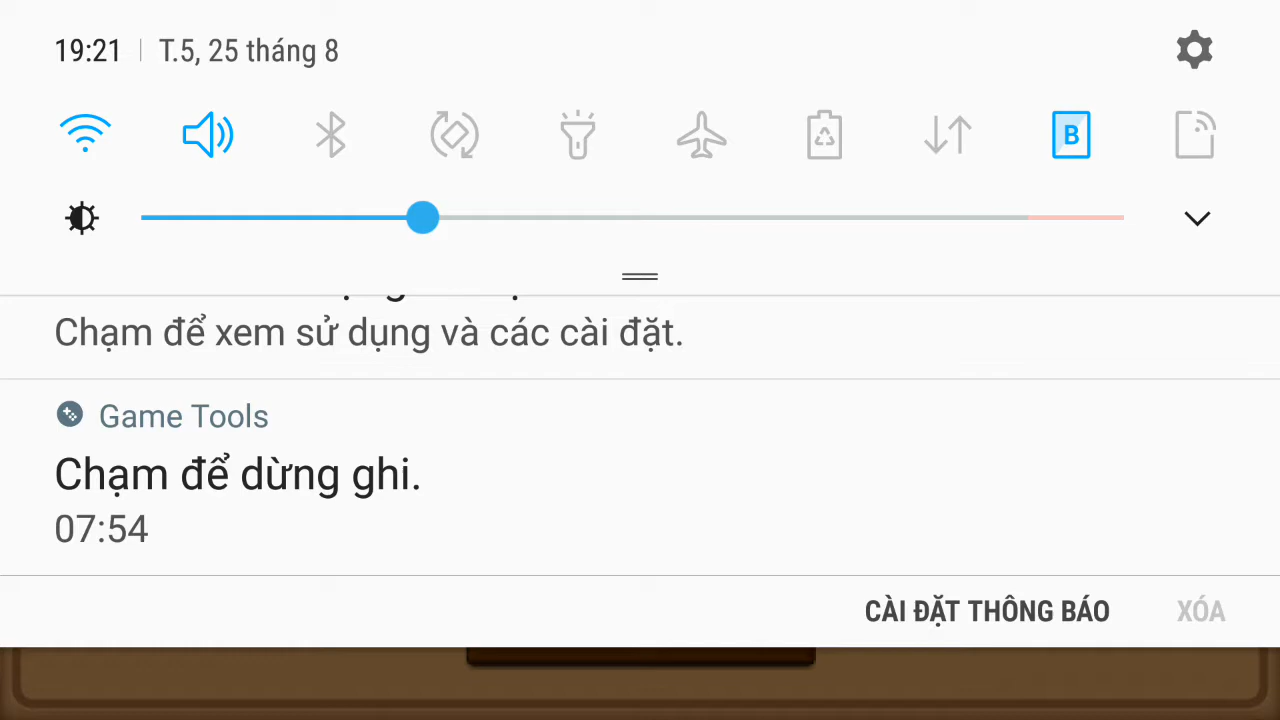 19:21 | T.5, 25 tháng 8
B
Chạm để xem sử dụng và các cài đặt.
Game Tools
Chạm để dừng ghi.
07:54
CÀI ĐẶT THÔNG BÁO XÓA